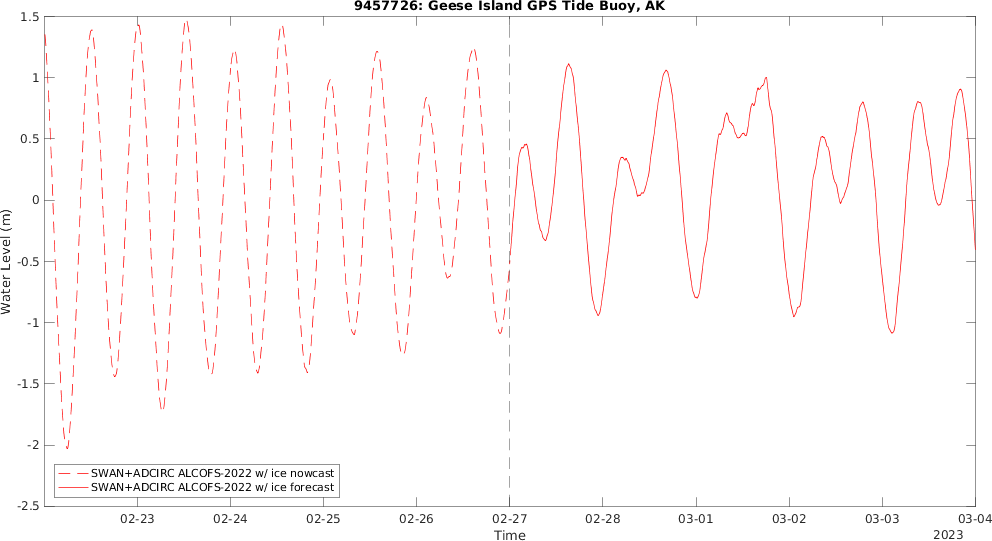 9457726: Geese Island GPS Tide Buoy, AK
Water Level (m)
1.5
1
0.5
0
-0.5
-1
-1.5
-2
-2.5
SWAN+ADCIRC ALCOFS-2022 w/ ice nowcast
SWAN+ADCIRC ALCOFS-2022 w/ ice forecast
02-23 02-24 02-25 02-26 02-27 02-28 03-01 03-02 03-03 03-04
Time
2023